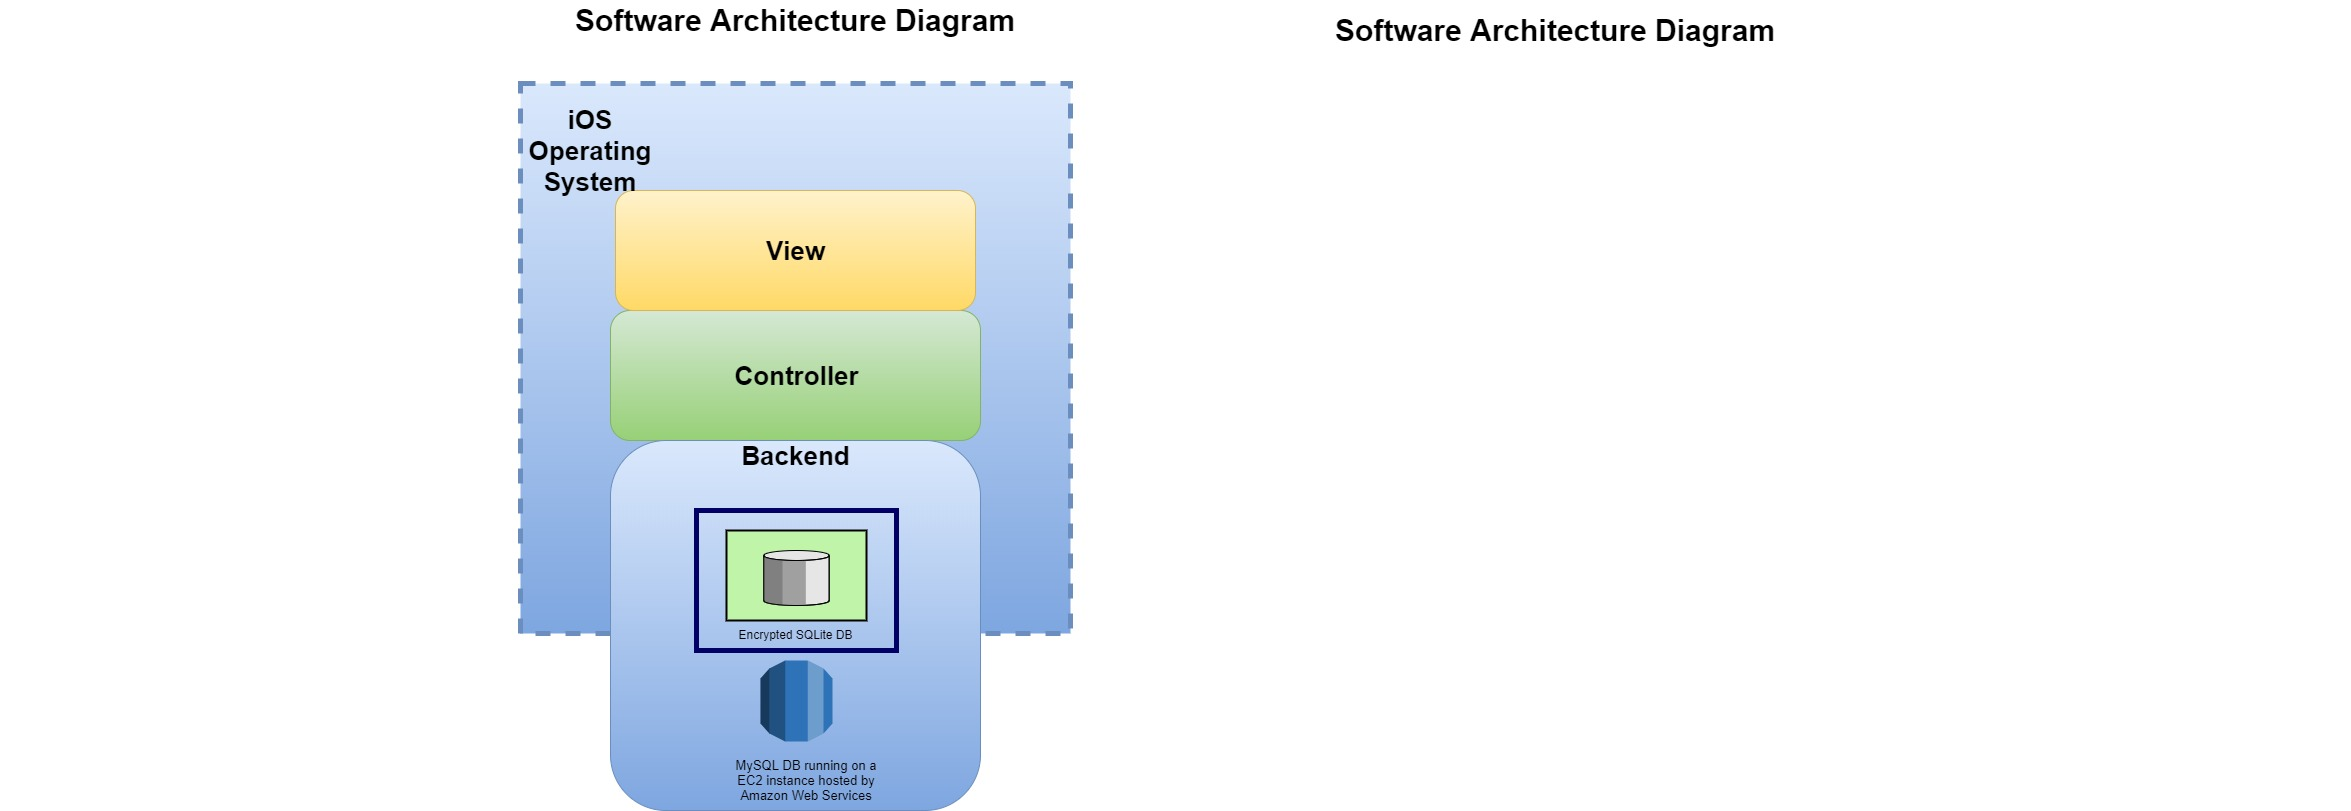 Software Architecture Diagram
Software Architecture Diagram
iOS
Operating
System
View
Controller
Backend
Encrypted SQLite DB
MySQL DB running on a
EC2 instance hosted by
Amazon Web Services